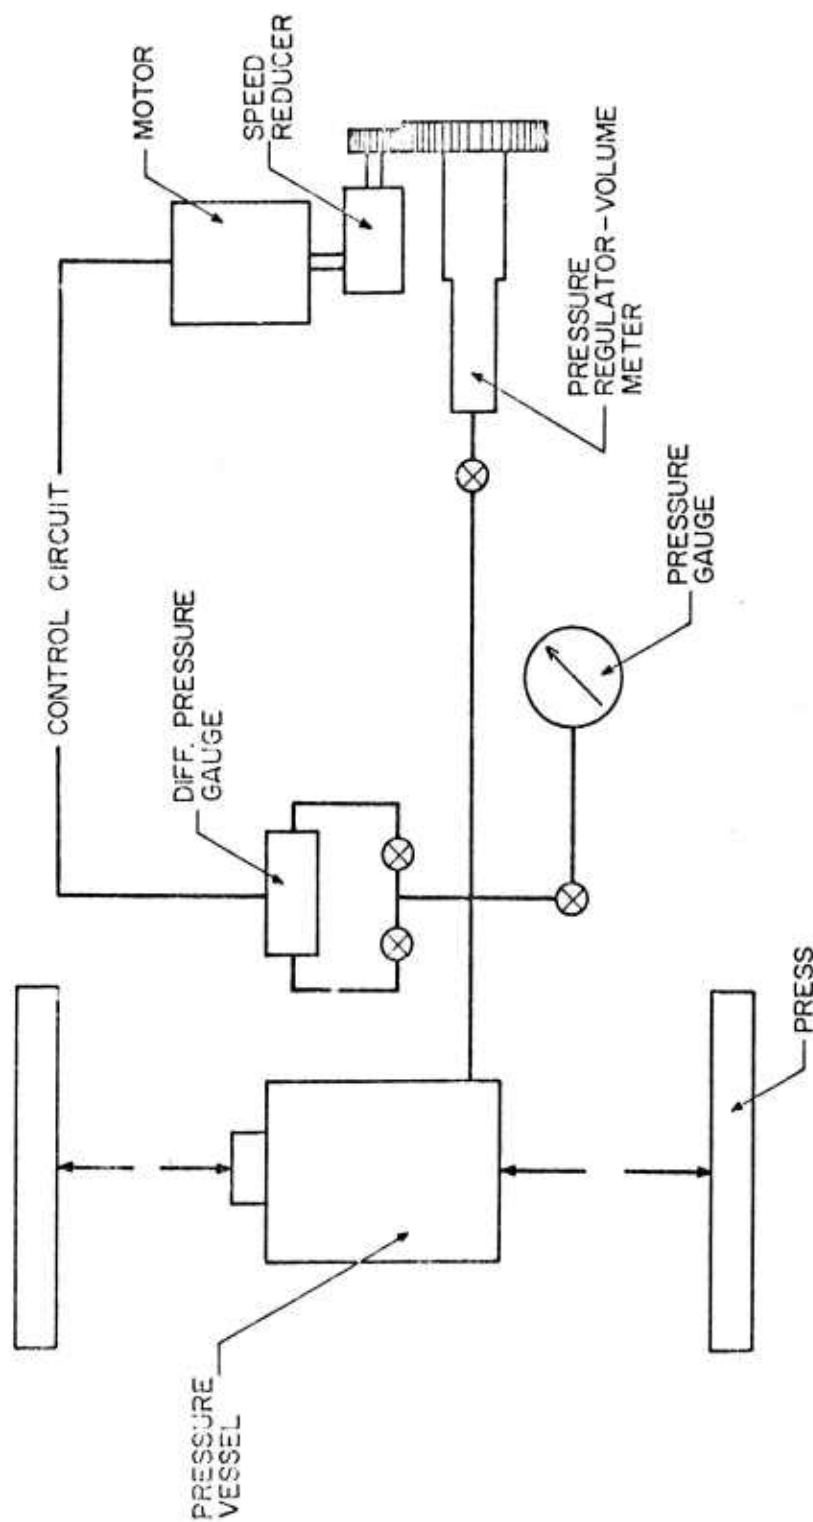 CONTROL CIRCUIT
MOTOR
SPEED
REDUCER
DIFF. PRESSURE
GAUGE
PRESSURE
REGULATOR-VOLUME
METER
PRESSURE
GAUGE
PRESSURE
VESSEL
PRESS